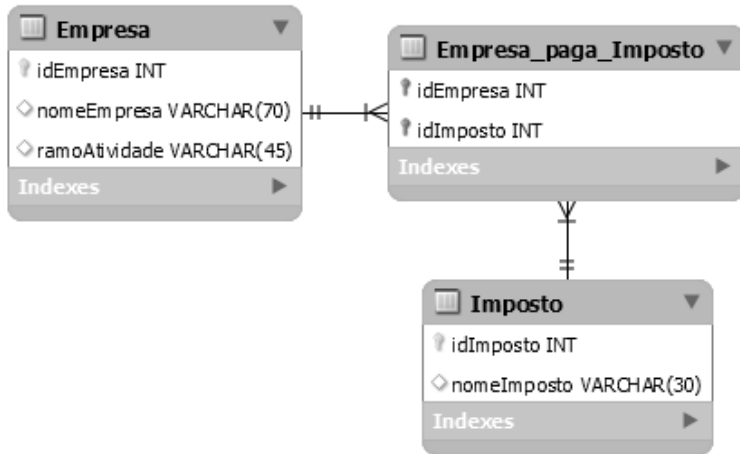 Empresa
idEmpresa INT
nomeEmpresa VARCHAR(70)
ramoAtividade VARCHAR(45)
Indexes
Empresa_paga_Imposto
idEmpresa INT
idImposto INT
Indexes
Imposto
idImposto INT
nomeImposto VARCHAR(30)
Indexes